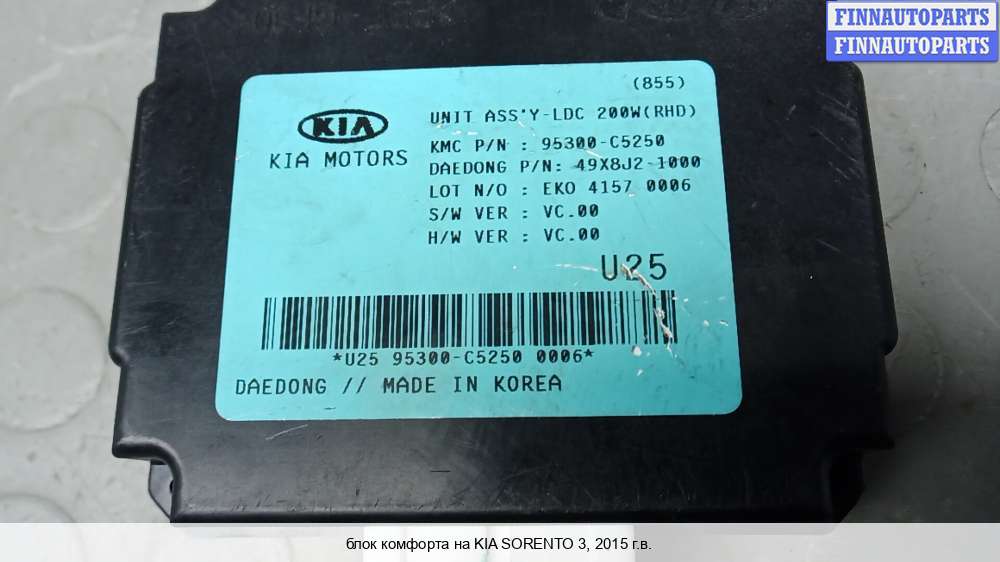 FINNAUTOPARTS
FINNAUTOPARTS
(855)
KIA
KIA MOTORS
UNIT ASS'Y-LDC 200W(RHD)
KMC P/N : 95300-C5250
DAEDONG P/N: 49X8J2-1000
LOT N/O : EKO 4157 0006
S/W VER : VC.00
H/W VER : VC.00
U25
*U25 95300-C5250 0006*
DAEDONG // MADE IN KOREA
блок комфорта на KIA SORENTO 3, 2015 г.в.